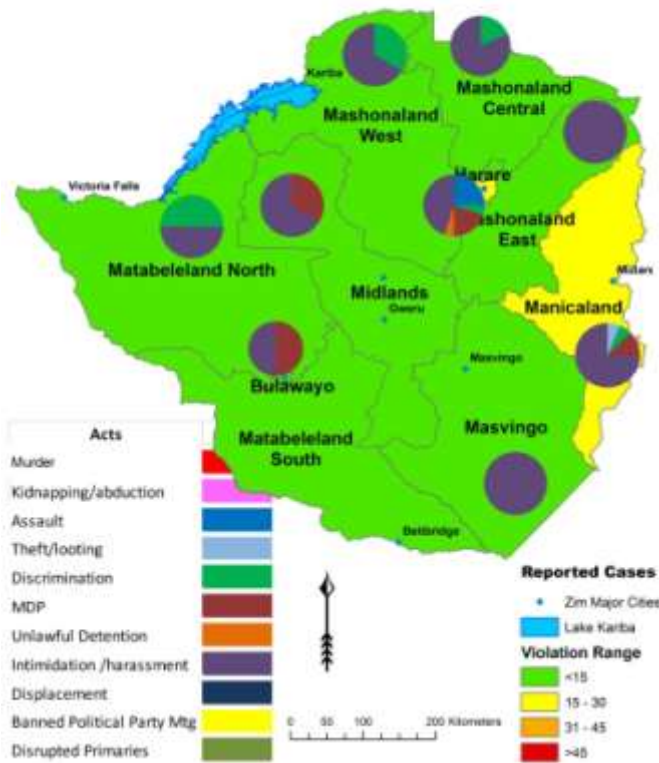 Kariba
Mashonaland
Central
Mashonaland
West
Victoria Falls
Harare
ashonaland
East
Matabeleland North
Midlands
Gweru
Manicaland
Masvingo
Bulawayo
Masvingo
Matabeleland
South
Beitbridge
Acts
Murder
Kidnapping/abduction
Assault
Theft/looting
Discrimination
MDP
Unlawful Detention
Intimidation /harassment
Displacement
Banned Political Party Mtg
Disrupted Primaries
0 50 100 200 Kilometers
Reported Cases
Zim Major Cities
Lake Kariba
Violation Range
<15
15 - 30
31 - 45
>45